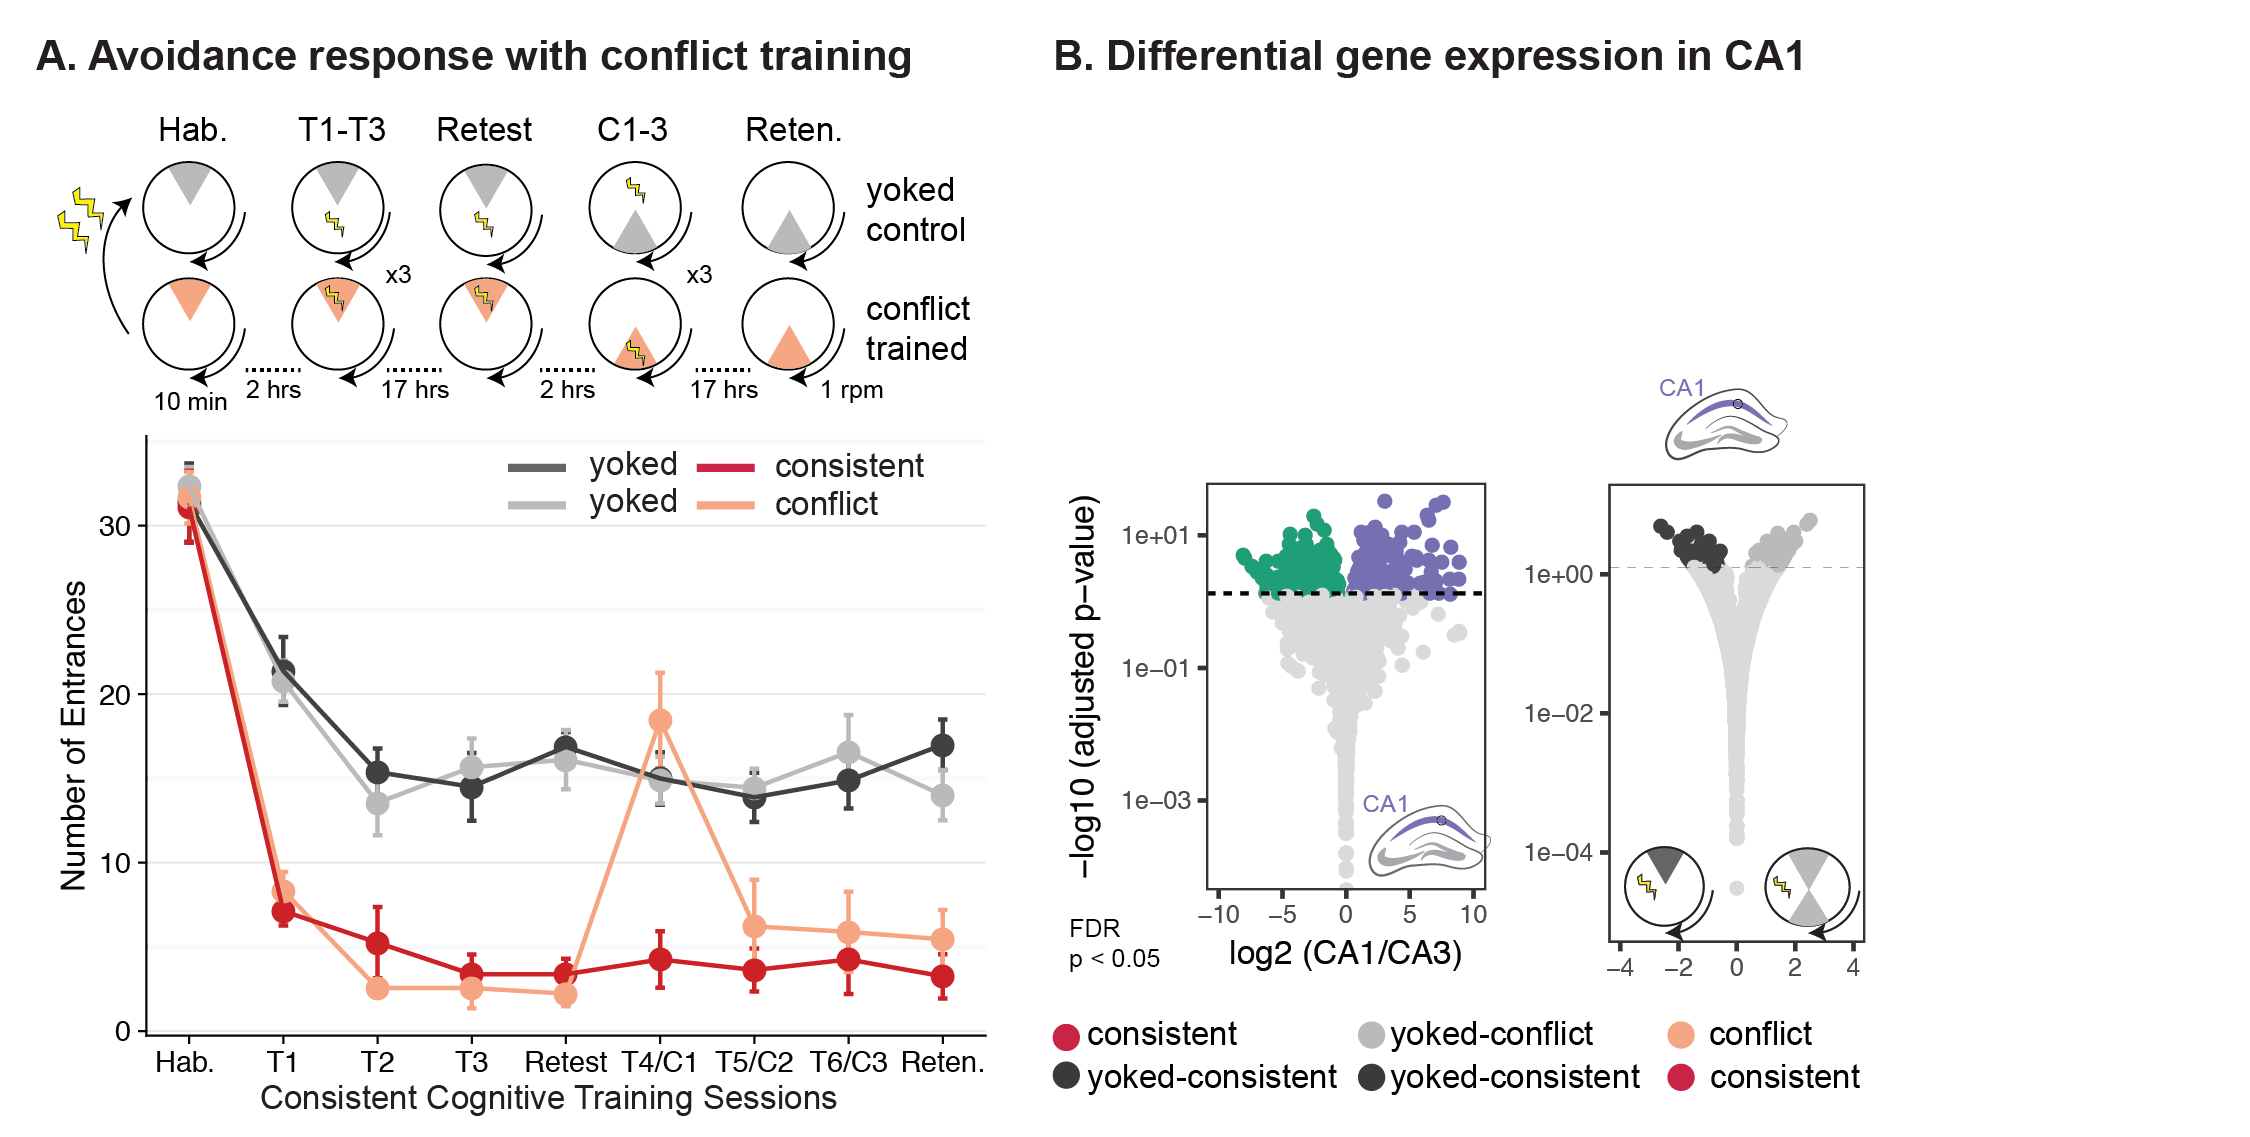 A. Avoidance response with conflict training
Hab. T1-T3 Retest C1-3 Reten.
yoked
control
x3 x3
conflict
trained
10 min 2 hrs 17 hrs 2 hrs 17 hrs 1 rpm
yoked consistent
yoked conflict
Number of Entrances
30
20
10
0
Hab. T1 T2 T3 Retest T4/C1 T5/C2 T6/C3 Reten.
Consistent Cognitive Training Sessions
B. Differential gene expression in CA1
−log10 (adjusted p−value)
1e+01
1e−01
1e−03
CA1
−10 −5 0 5 10
log2 (CA1/CA3)
FDR
p < 0.05
CA1
1e+00
1e−02
1e−04
−4 −2 0 2 4
consistent yoked-conflict conflict
yoked-consistent yoked-consistent consistent